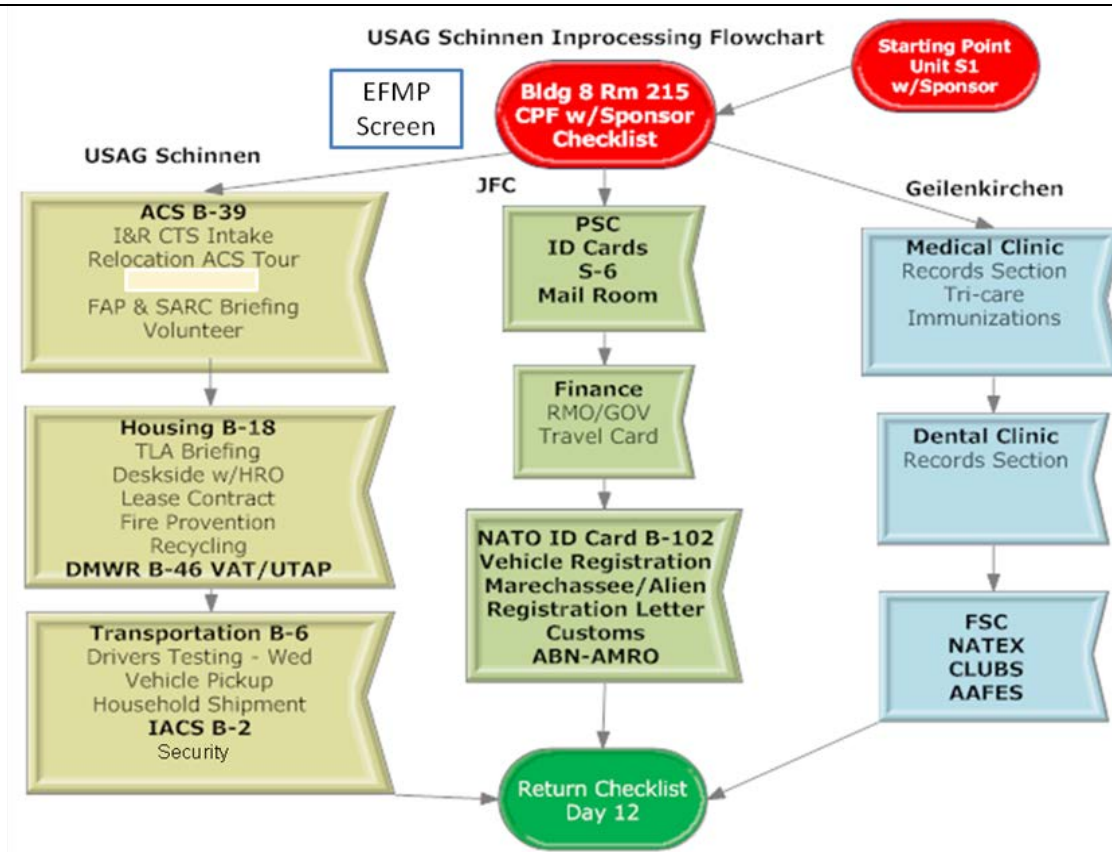 USAG Schinnen Inprocessing Flowchart
Starting Point
Unit S1
w/Sponsor
EFMP
Screen
Bldg 8 Rm 215
CPF w/Sponsor
Checklist
USAG Schinnen
ACS B-39
I&R CTS Intake
Relocation ACS Tour
FAP & SARC Briefing
Volunteer
Housing B-18
TLA Briefing
Deskside w/HRO
Lease Contract
Fire Provention
Recycling
DMWR B-46 VAT/UTAP
Transportation B-6
Drivers Testing - Wed
Vehicle Pickup
Household Shipment
IACS B-2
Security
JFC
PSC
ID Cards
S-6
Mail Room
Finance
RMO/GOV
Travel Card
NATO ID Card B-102
Vehicle Registration
Marechassee/Alien
Registration Letter
Customs
ABN-AMRO
Geilenkirchen
Medical Clinic
Records Section
Tri-care
Immunizations
Dental Clinic
Records Section
FSC
NATEX
CLUBS
AAFES
Return Checklist
Day 12